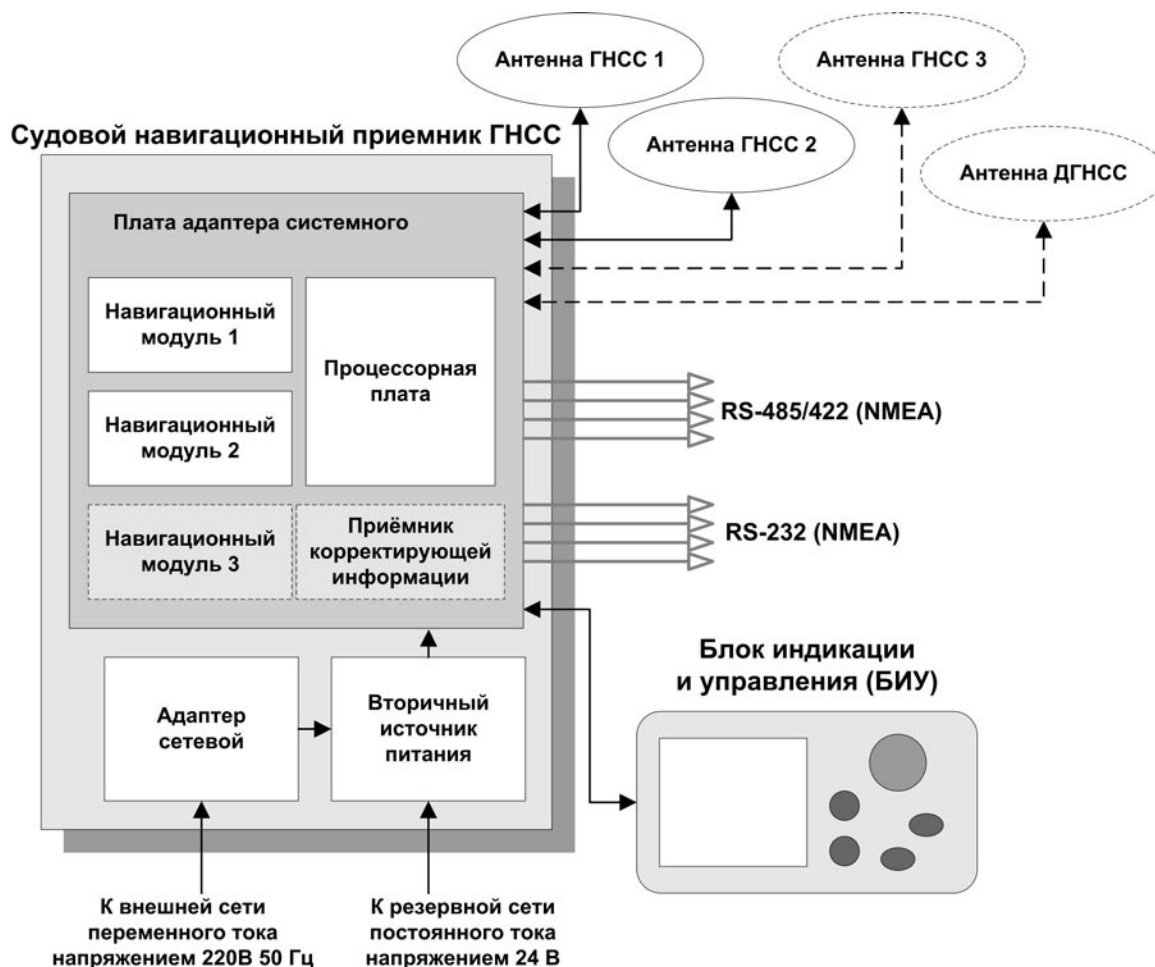 Антенна ГНСС 1
Антенна ГНСС 3
Судовой навигационный приемник ГНСС
Антенна ГНСС 2
Антенна ДГНСС
Плата адаптера системного
Навигационный
модуль 1
Процессорная
плата
Навигационный
модуль 2
RS-485/422 (NMEA)
Навигационный
модуль 3
Приёмник
корректирующей
информации
RS-232 (NMEA)
Адаптер
сетевой
Вторичный
источник
питания
Блок индикации
и управления (БИУ)
К внешней сети
переменного тока
напряжением 220В 50 Гц
К резервной сети
постоянного тока
напряжением 24 В